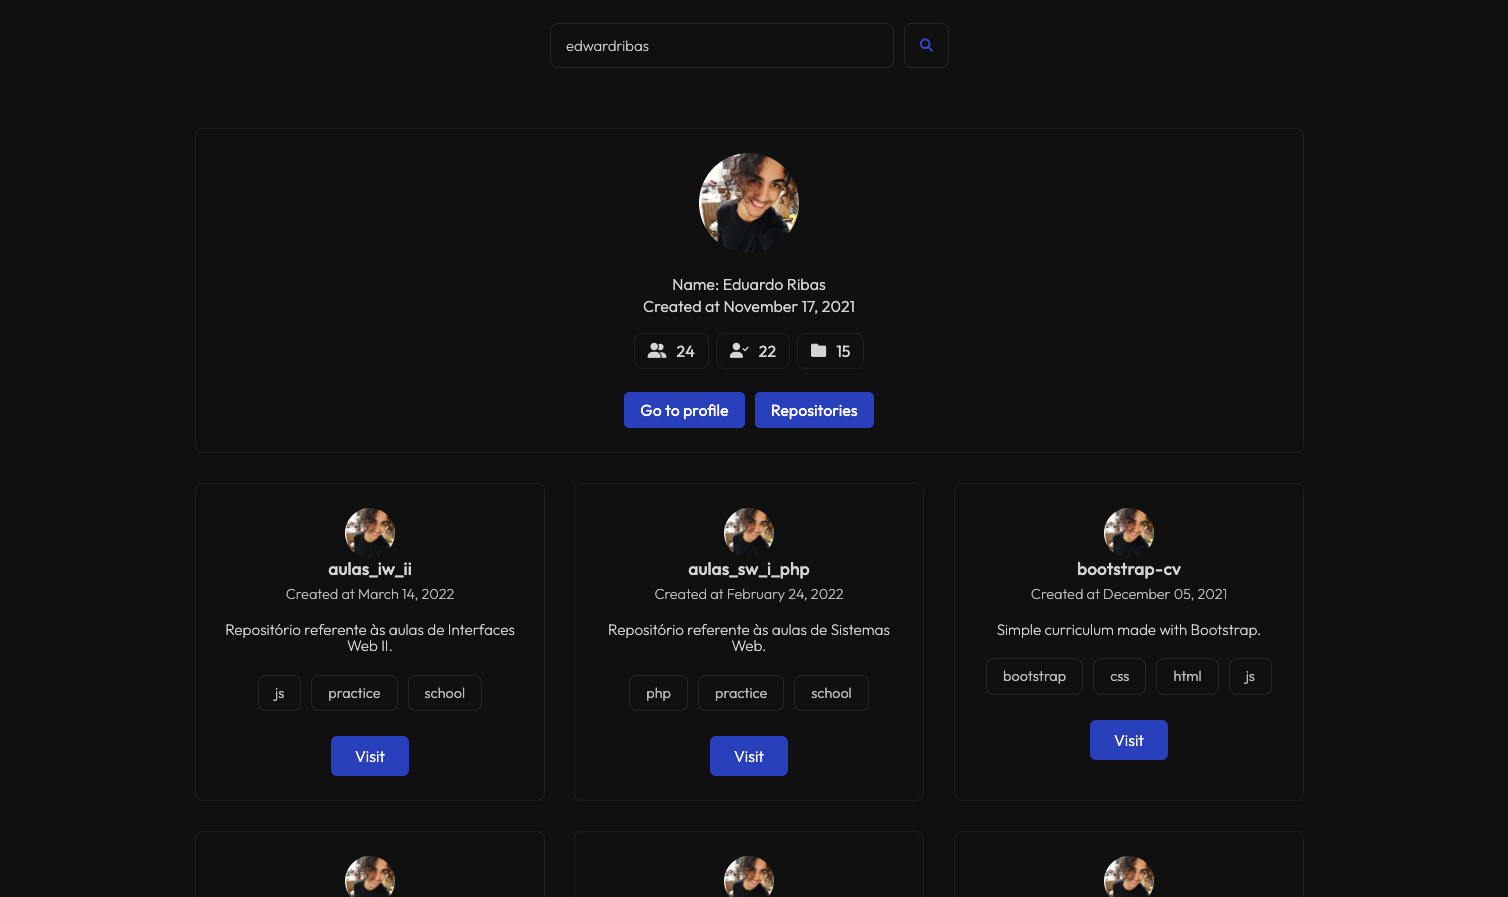 edwardribas
Name: Eduardo Ribas
Created at November 17, 2021
24 22 15
Go to profile Repositories
aulas_iw_ii
Created at March 14, 2022
Repositório referente às aulas de Interfaces
Web II.
js practice school
Visit
aulas_sw_i_php
Created at February 24, 2022
Repositório referente às aulas de Sistemas
Web.
php practice school
Visit
bootstrap-cv
Created at December 05, 2021
Simple curriculum made with Bootstrap.
bootstrap css html js
Visit